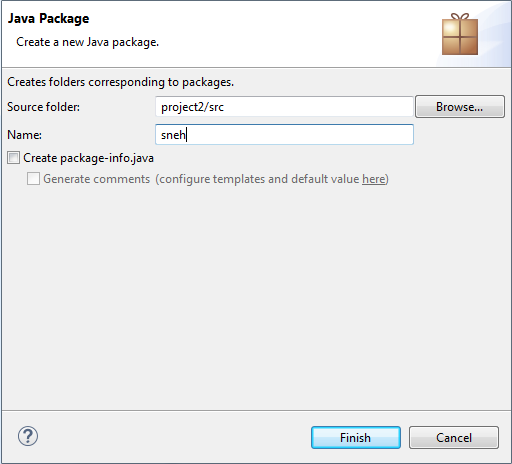 Java Package
Create a new Java package.
Creates folders corresponding to packages.
Source folder: project2/src Browse...
Name: sneh
Create package-info.java
Generate comments (configure templates and default value here)
? Finish Cancel